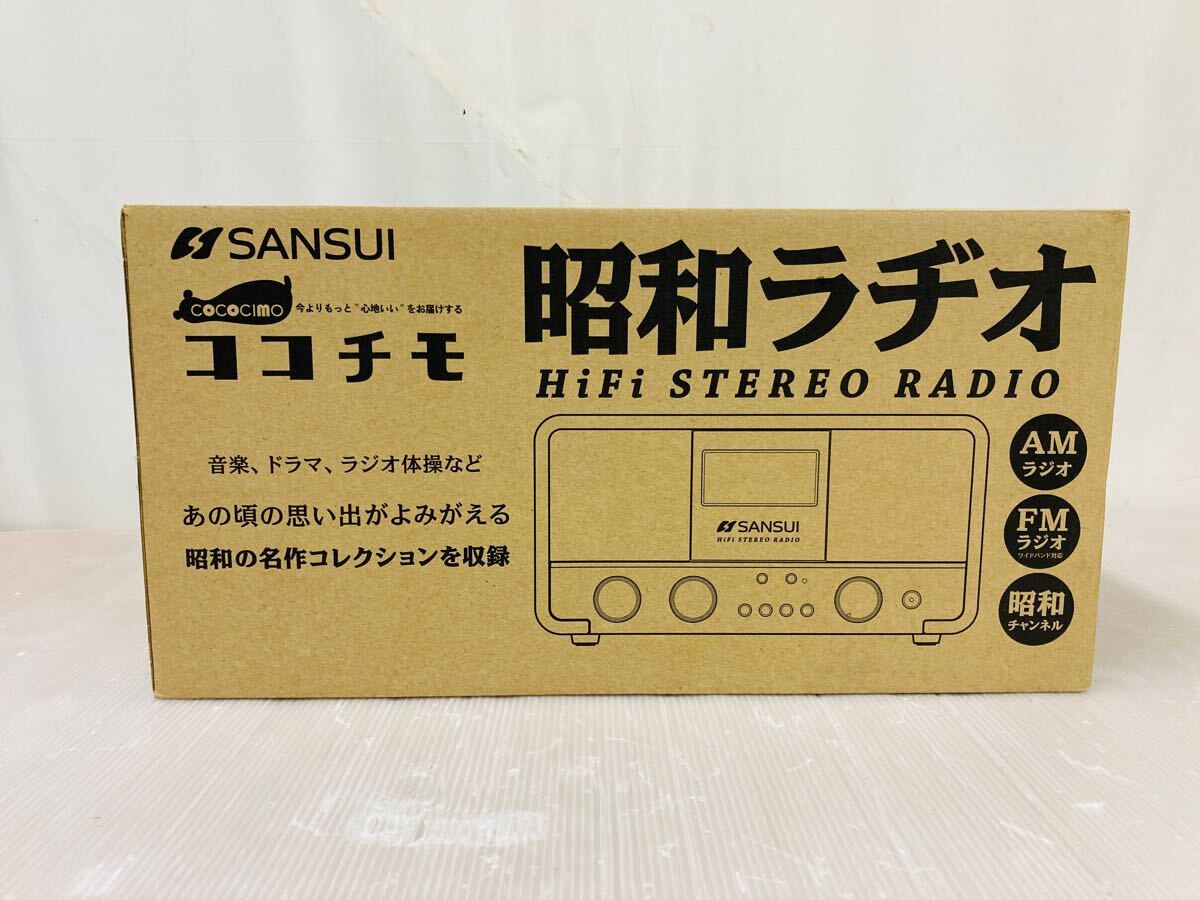 SANSUI
cococimo
今よりもっと"心地いい"をお届けする
ココチモ
音楽、ドラマ、ラジオ体操など
あの頃の思い出がよみがえる
昭和の名作コレクションを収録
昭和ラヂオ
HiFi STEREO RADIO
SANSUI
HiFi STEREO RADIO
AM
ラジオ
FM
ラジオ
ワイドバンド対応
昭和
チャンネル